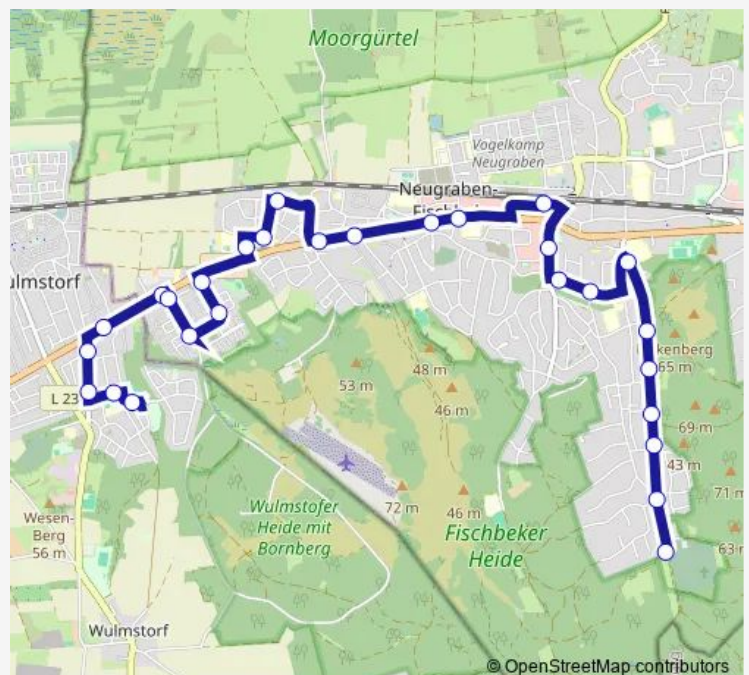 Moorgürtel
Vogelkamp
Neugraben
Neugraben-
ulmstorf
L 23
kenberg
65 m
53 m
48 m
46 m
69 m
43 m
71 m
72 m
46 m
Wesen-
Berg
56 m
Wulmstofer
Heide mit
Bornberg
Fischbeker
Heide
63 m
Wulmstorf
© OpenStreetMap contributors